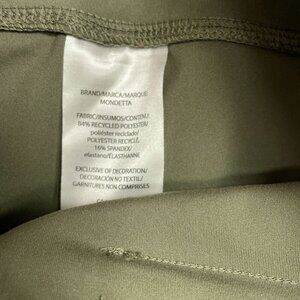 BRAND/MARCA/MARQUE
MONDETTA
FABRIC/INSUMOS/CONTENU
84% RECYCLED POLYESTER/
poliéster reciclado/
POLYESTER RECYCLÉ
16% SPANDEX/
elastano/ÉLASTHANNE
EXCLUSIVE OF DECORATION/
DECORACIÓN NO TEXTIL/
GARNITURES NON COMPRISES